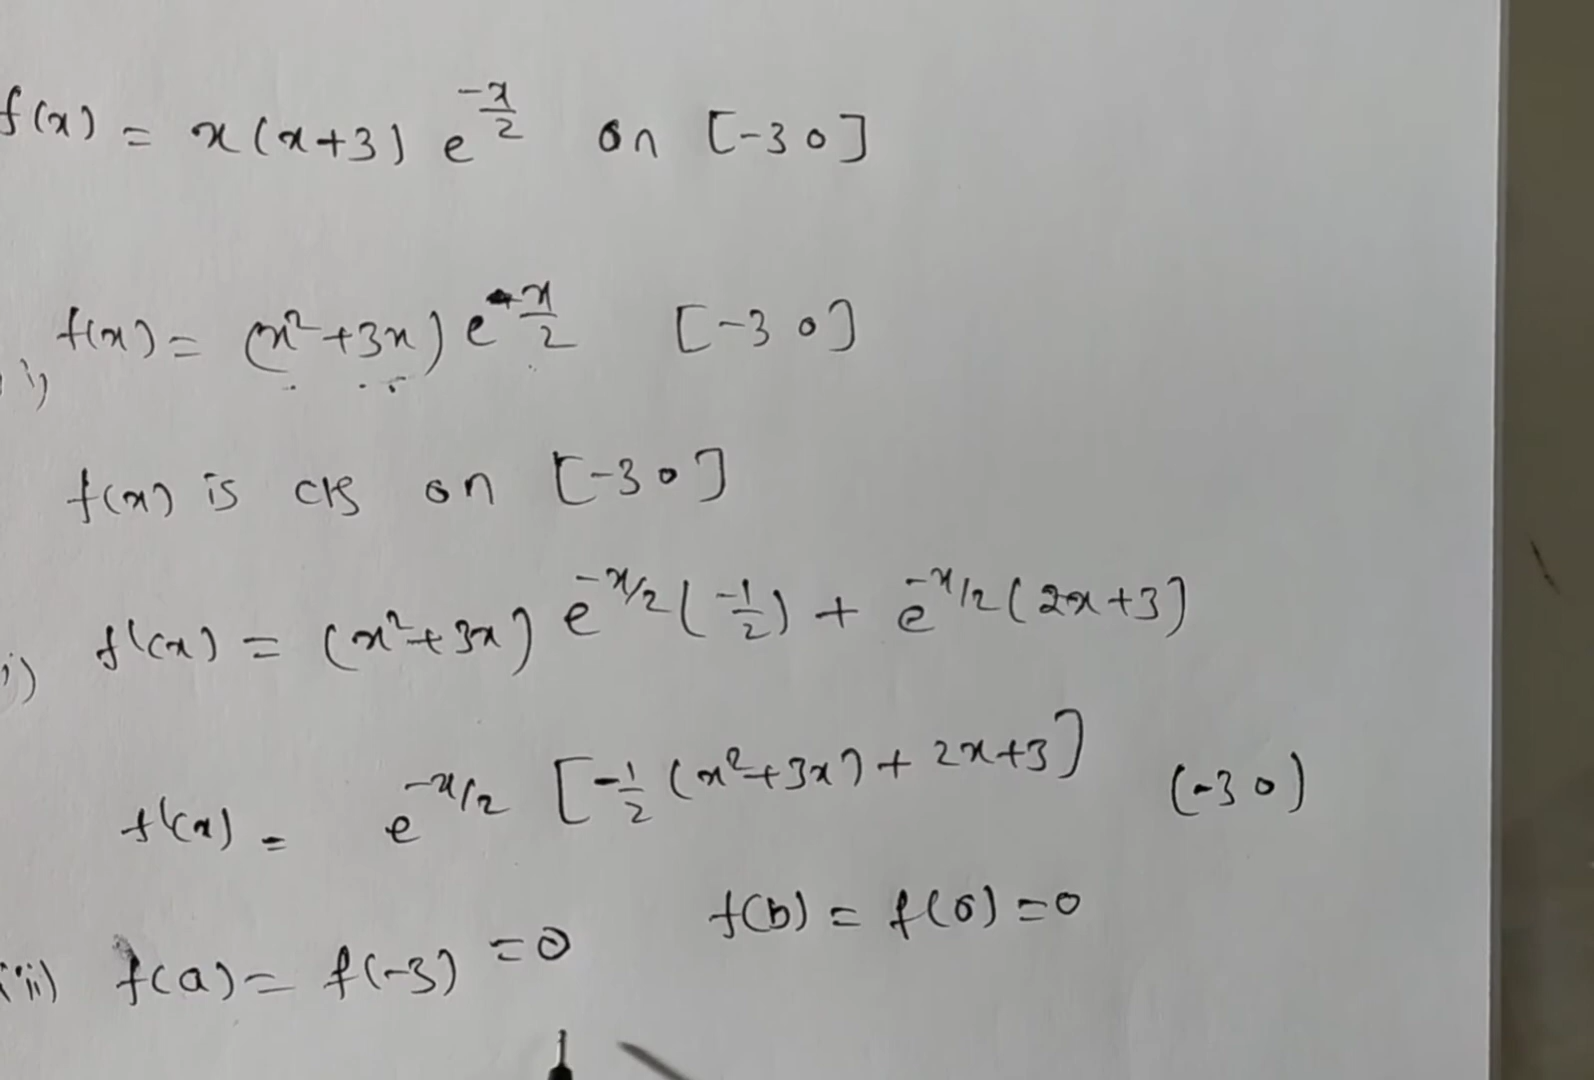 f(x) = x(x+3) e^{-x/2} on [-3 0]
i) f(x) = (x²+3x) e^{-x/2} [-3 0]
f(x) is cts on [-3 0]
i) f'(x) = (x²+3x) e^{-x/2} (-1/2) + e^{-x/2} (2x+3)
f'(x) = e^{-x/2} [-1/2 (x²+3x) + 2x+3] (-3 0)
iii) f(a) = f(-3) = 0 f(b) = f(0) = 0